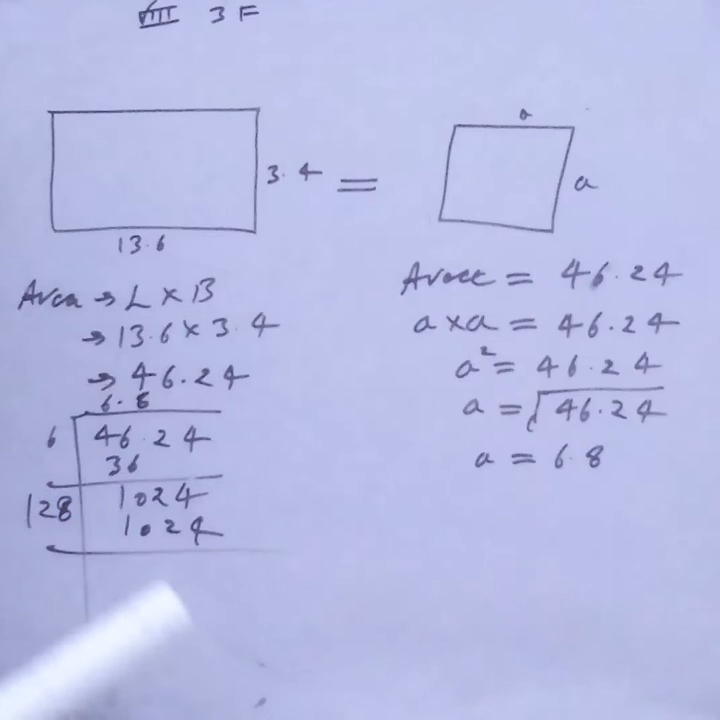 VIII 3F
3.4
=
13.6
a
a
Area → L × B
→ 13.6 × 3.4
→ 46.24
6.8
6 46.24
36
128 1024
1024
Area = 46.24
a × a = 46.24
a² = 46.24
a = √46.24
a = 6.8